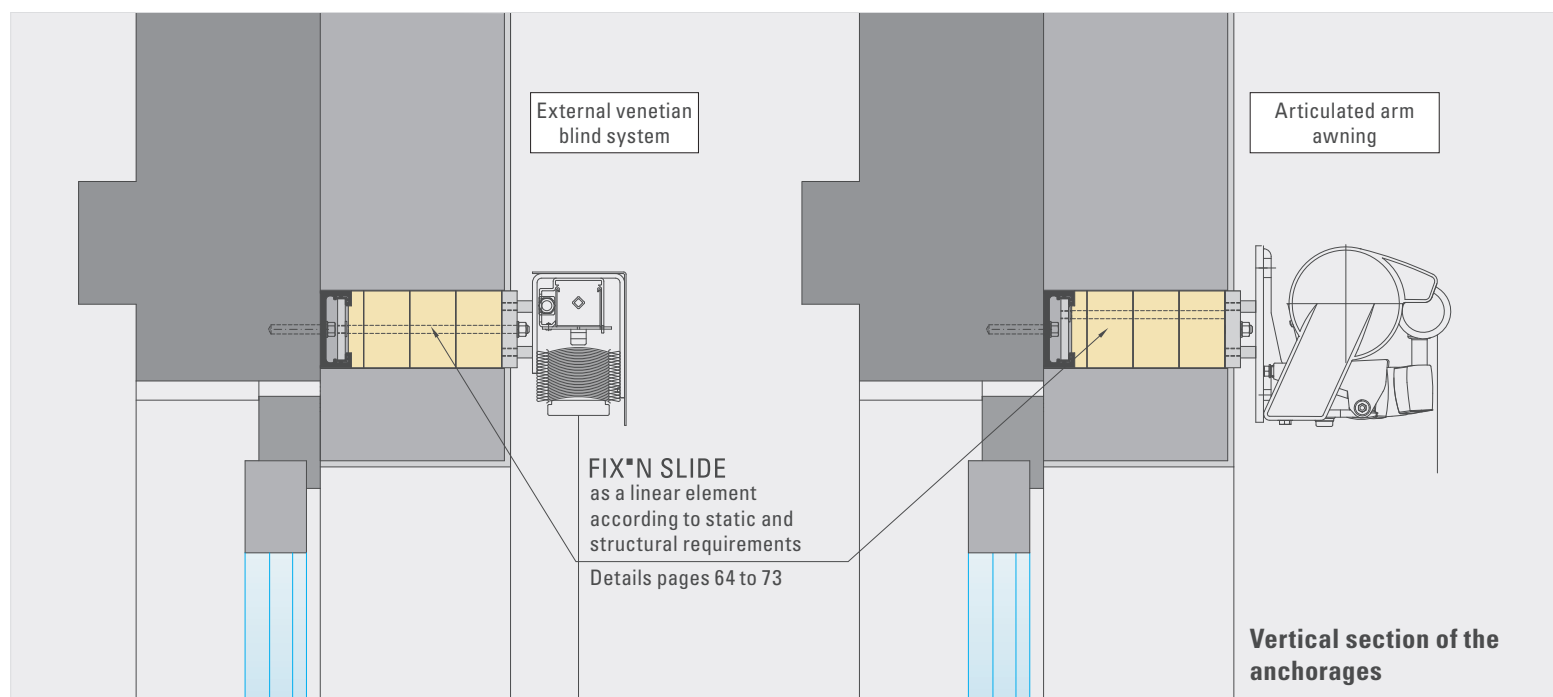 External venetian
blind system
Articulated arm
awning
FIX■N SLIDE
as a linear element
according to static and
structural requirements
Details pages 64 to 73
Vertical section of the
anchorages